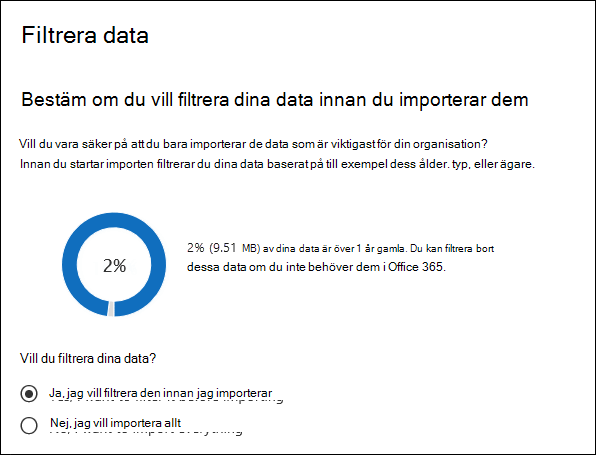 Filtrera data
Bestäm om du vill filtrera dina data innan du importerar dem
Vill du vara säker på att du bara importerar de data som är viktigast för din organisation?
Innan du startar importen filtrerar du dina data baserat på till exempel dess ålder. typ, eller ägare.
2%
2% (9.51 MB) av dina data är över 1 år gamla. Du kan filtrera bort
dessa data om du inte behöver dem i Office 365.
Vill du filtrera dina data?
Ja, jag vill filtrera den innan jag importerar
Nej, jag vill importera allt